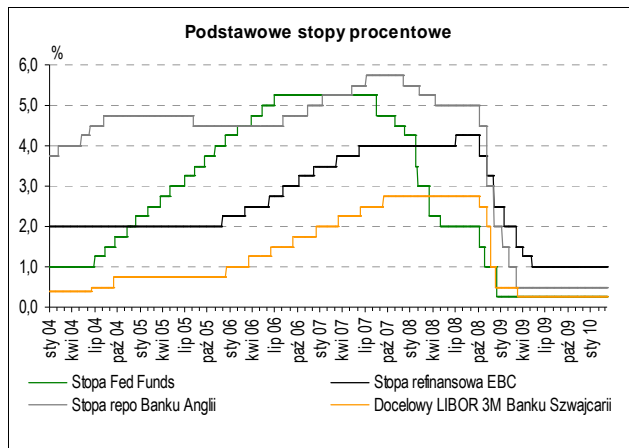 Podstawowe stopy procentowe
%
6,0
5,0
4,0
3,0
2,0
1,0
0,0
sty 04
kwi 04
lip 04
paź 04
sty 05
kwi 05
lip 05
paź 05
sty 06
kwi 06
lip 06
paź 06
sty 07
kwi 07
lip 07
paź 07
sty 08
kwi 08
lip 08
paź 08
sty 09
kwi 09
lip 09
paź 09
sty 10
Stopa Fed Funds
Stopa refinansowa EBC
Stopa repo Banku Anglii
Docelowy LIBOR 3M Banku Szwajcarii